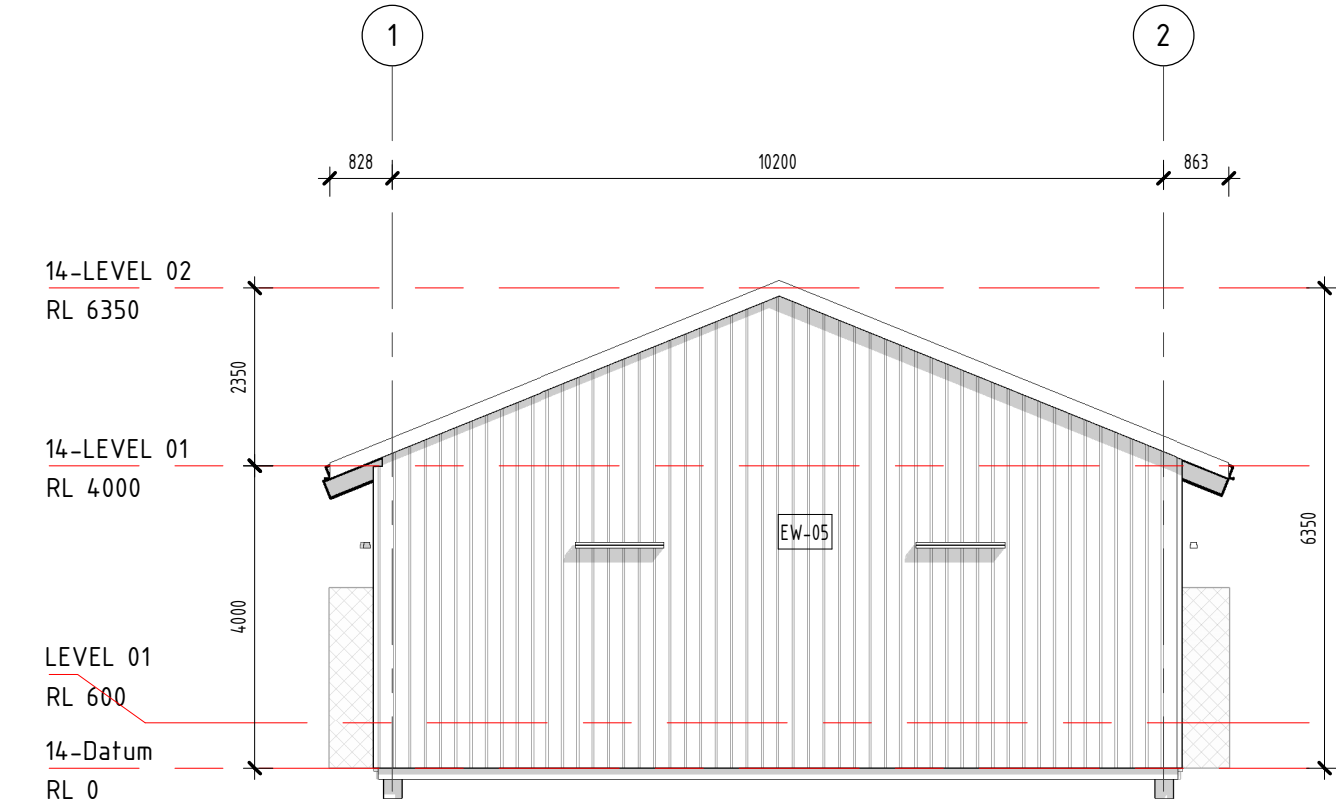 1
2
828
10200
863
14-LEVEL 02
RL 6350
2350
14-LEVEL 01
RL 4000
EW-05
6350
4000
LEVEL 01
RL 600
14-Datum
RL 0